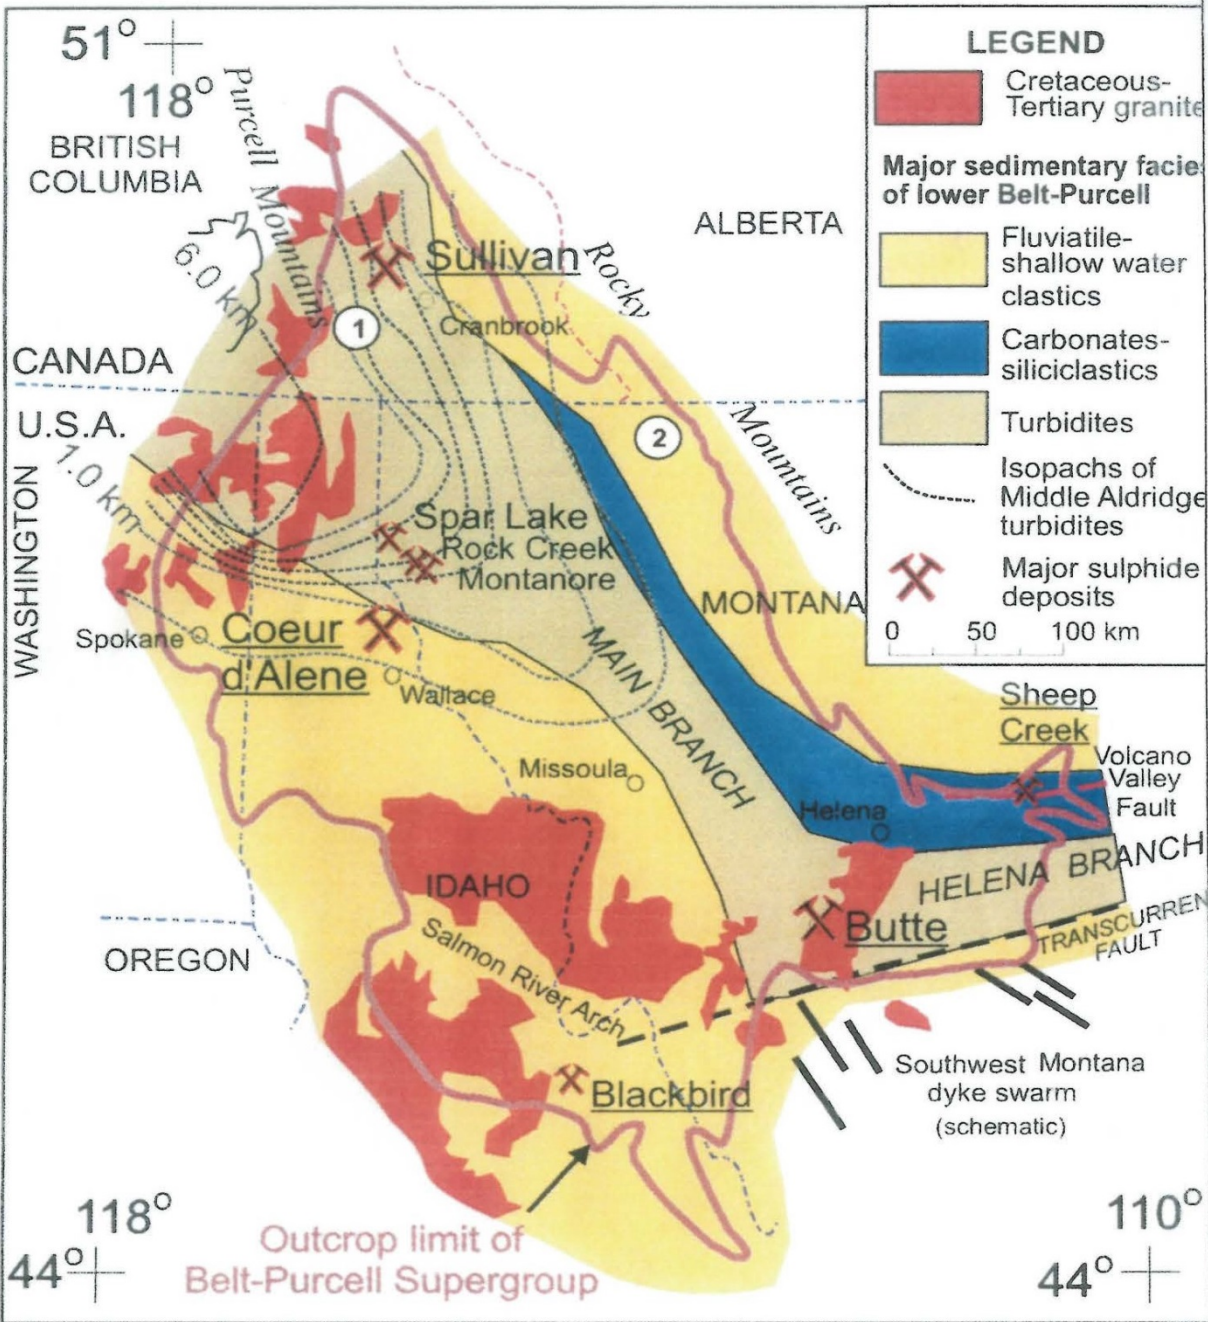 51°
118°
BRITISH
COLUMBIA
Purcell Mountains
6.0 km
ALBERTA
Sullivan
Rocky
Mountains
1
Cranbrook
CANADA
U.S.A.
2
1.0 km
WASHINGTON
Spar Lake
Rock Creek
Montanore
MONTANA
Spokane
Coeur
d'Alene
Wallace
MAIN BRANCH
Missoula
Sheep
Creek
Volcano
Valley
Fault
Helena
HELENA BRANCH
IDAHO
Butte
TRANSCURREN
FAULT
OREGON
Salmon River Arch
Blackbird
Southwest Montana
dyke swarm
(schematic)
Outcrop limit of
Belt-Purcell Supergroup
118°
44°
110°
44°
LEGEND
Cretaceous-
Tertiary granite
Major sedimentary facies
of lower Belt-Purcell
Fluviatile-
shallow water
clastics
Carbonates-
siliciclastics
Turbidites
Isopachs of
Middle Aldridge
turbidites
Major sulphide
deposits
0 50 100 km